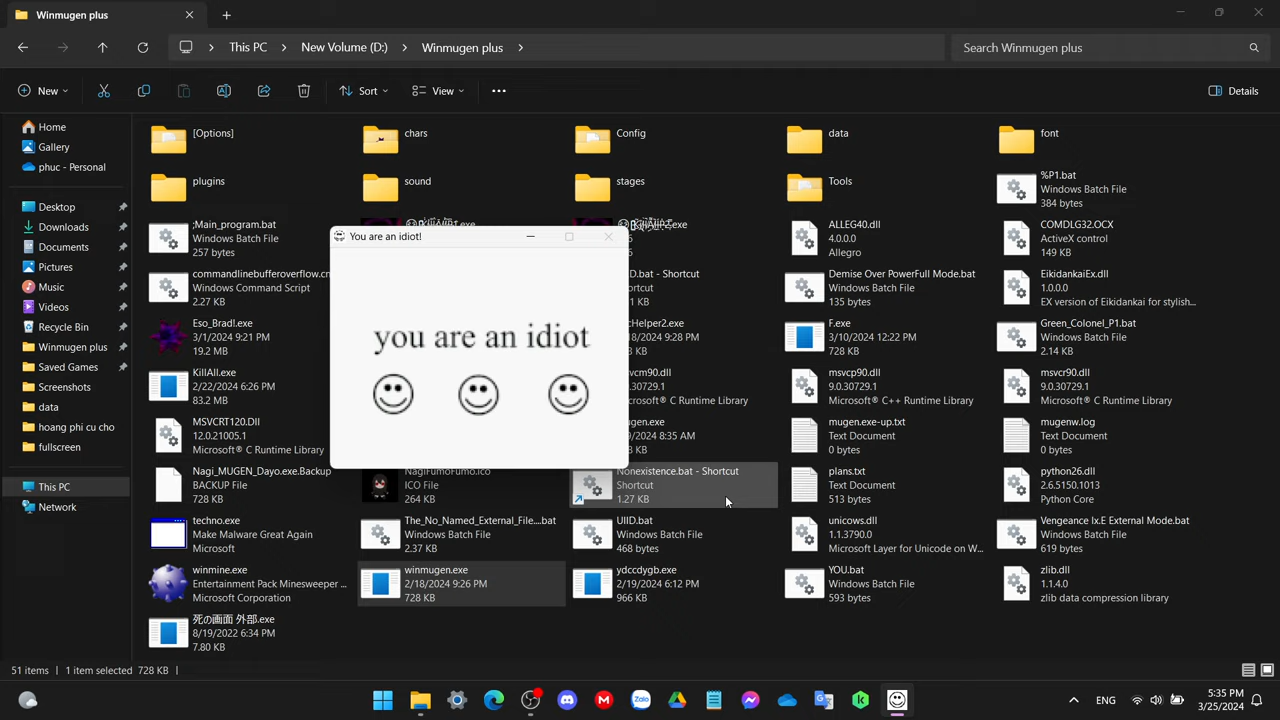 Winmugen plus
This PC
New Volume (D:)
Winmugen plus
Search Winmugen plus
New
Sort
View
Details
Home
Gallery
phuc - Personal
Desktop
Downloads
Documents
Pictures
Music
Videos
Recycle Bin
Winmugen plus
Saved Games
Screenshots
data
hoang phi cu cho
fullscreen
This PC
Network
[Options]
chars
Config
data
font
plugins
sound
stages
Tools
%P1.bat
Windows Batch File
384 bytes
;Main_program.bat
Windows Batch File
257 bytes
ALLEG40.dll
4.0.0.0
Allegro
COMDLG32.OCX
ActiveX control
149 KB
commandlinebufferoverflow.cm
Windows Command Script
2.27 KB
D.bat - Shortcut
Demise Over PowerFull Mode.bat
Windows Batch File
135 bytes
EikidankaiEx.dll
1.0.0.0
EX version of Eikidankai for stylish...
Eso_Brad!.exe
3/1/2024 9:21 PM
19.2 MB
cHelper2.exe
9:28 PM
F.exe
3/10/2024 12:22 PM
728 KB
Green_Colonel_P1.bat
Windows Batch File
2.14 KB
KillAll.exe
2/22/2024 6:26 PM
83.2 MB
vcm90.dll
.30729.1
® C Runtime Library
msvcp90.dll
9.0.30729.1
Microsoft® C++ Runtime Library
msvcr90.dll
9.0.30729.1
Microsoft® C Runtime Library
MSVCRT120.Dll
12.0.21005.1
Microsoft® C Runtime Library
8:35 AM
mugen.exe-up.txt
Text Document
0 bytes
mugenw.log
Text Document
0 bytes
Nagi_MUGEN_Dayo.exe.Backup
BACKUP File
728 KB
NagiFumoFumo.ico
ICO File
264 KB
Nonexistence.bat - Shortcut
Shortcut
1.27 KB
plans.txt
Text Document
513 bytes
python26.dll
2.6.5150.1013
Python Core
techno.exe
Make Malware Great Again
Microsoft
The_No_Named_External_File....bat
Windows Batch File
2.37 KB
UIID.bat
Windows Batch File
468 bytes
unicows.dll
1.1.3790.0
Microsoft Layer for Unicode on W...
Vengeance Ix.E External Mode.bat
Windows Batch File
619 bytes
winmine.exe
Entertainment Pack Minesweeper ...
Microsoft Corporation
winmugen.exe
2/18/2024 9:26 PM
728 KB
ydccdygb.exe
2/19/2024 6:12 PM
966 KB
YOU.bat
Windows Batch File
593 bytes
zlib.dll
1.1.4.0
zlib data compression library
死の画面 外部.exe
8/19/2022 6:34 PM
7.80 KB
You are an idiot!
you are an idiot
51 items
1 item selected 728 KB
ENG
5:35 PM
3/25/2024